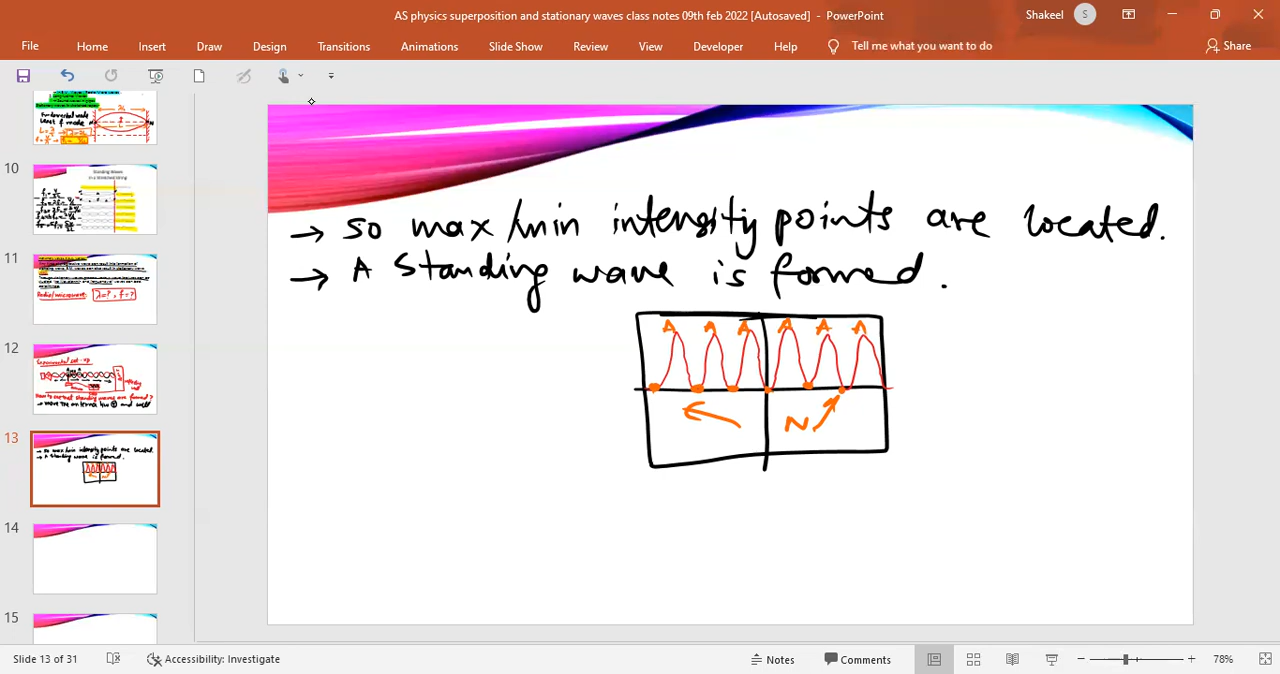 AS physics superposition and stationary waves class notes 09th feb 2022 [Autosaved] - PowerPoint
Shakeel
S
File Home Insert Draw Design Transitions Animations Slide Show Review View Developer Help Tell me what you want to do Share
10
11
12
13
14
15
→ so max/min intensity points are located.
→ A standing wave is formed.
A A A A A A
N
Slide 13 of 31 Accessibility: Investigate Notes Comments 78%